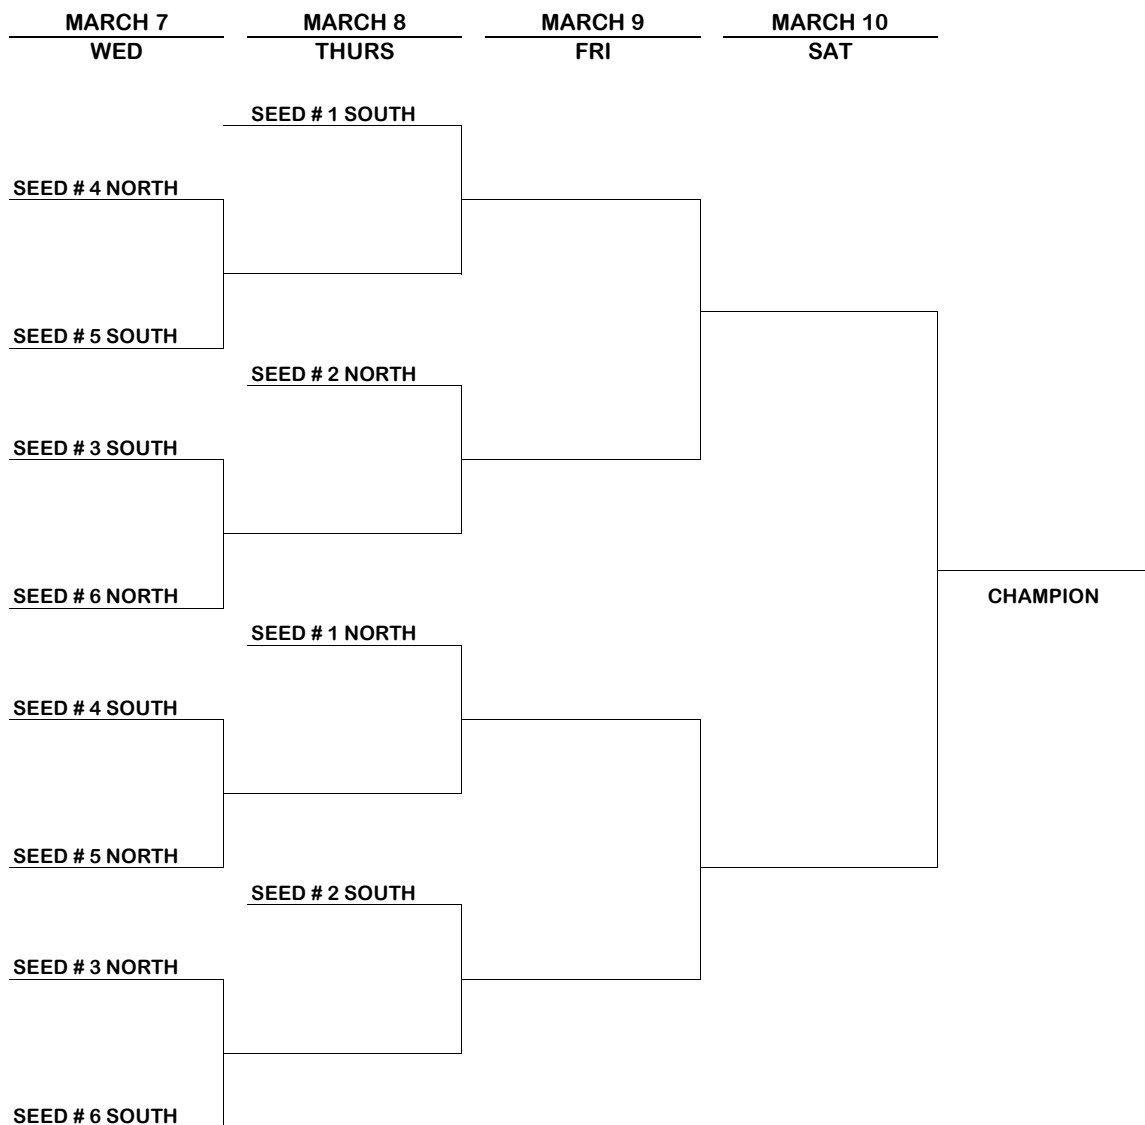 MARCH 7 MARCH 8 MARCH 9 MARCH 10
WED THURS FRI SAT
SEED # 1 SOUTH
SEED # 4 NORTH
SEED # 5 SOUTH
SEED # 2 NORTH
SEED # 3 SOUTH
SEED # 6 NORTH
CHAMPION
SEED # 1 NORTH
SEED # 4 SOUTH
SEED # 5 NORTH
SEED # 2 SOUTH
SEED # 3 NORTH
SEED # 6 SOUTH